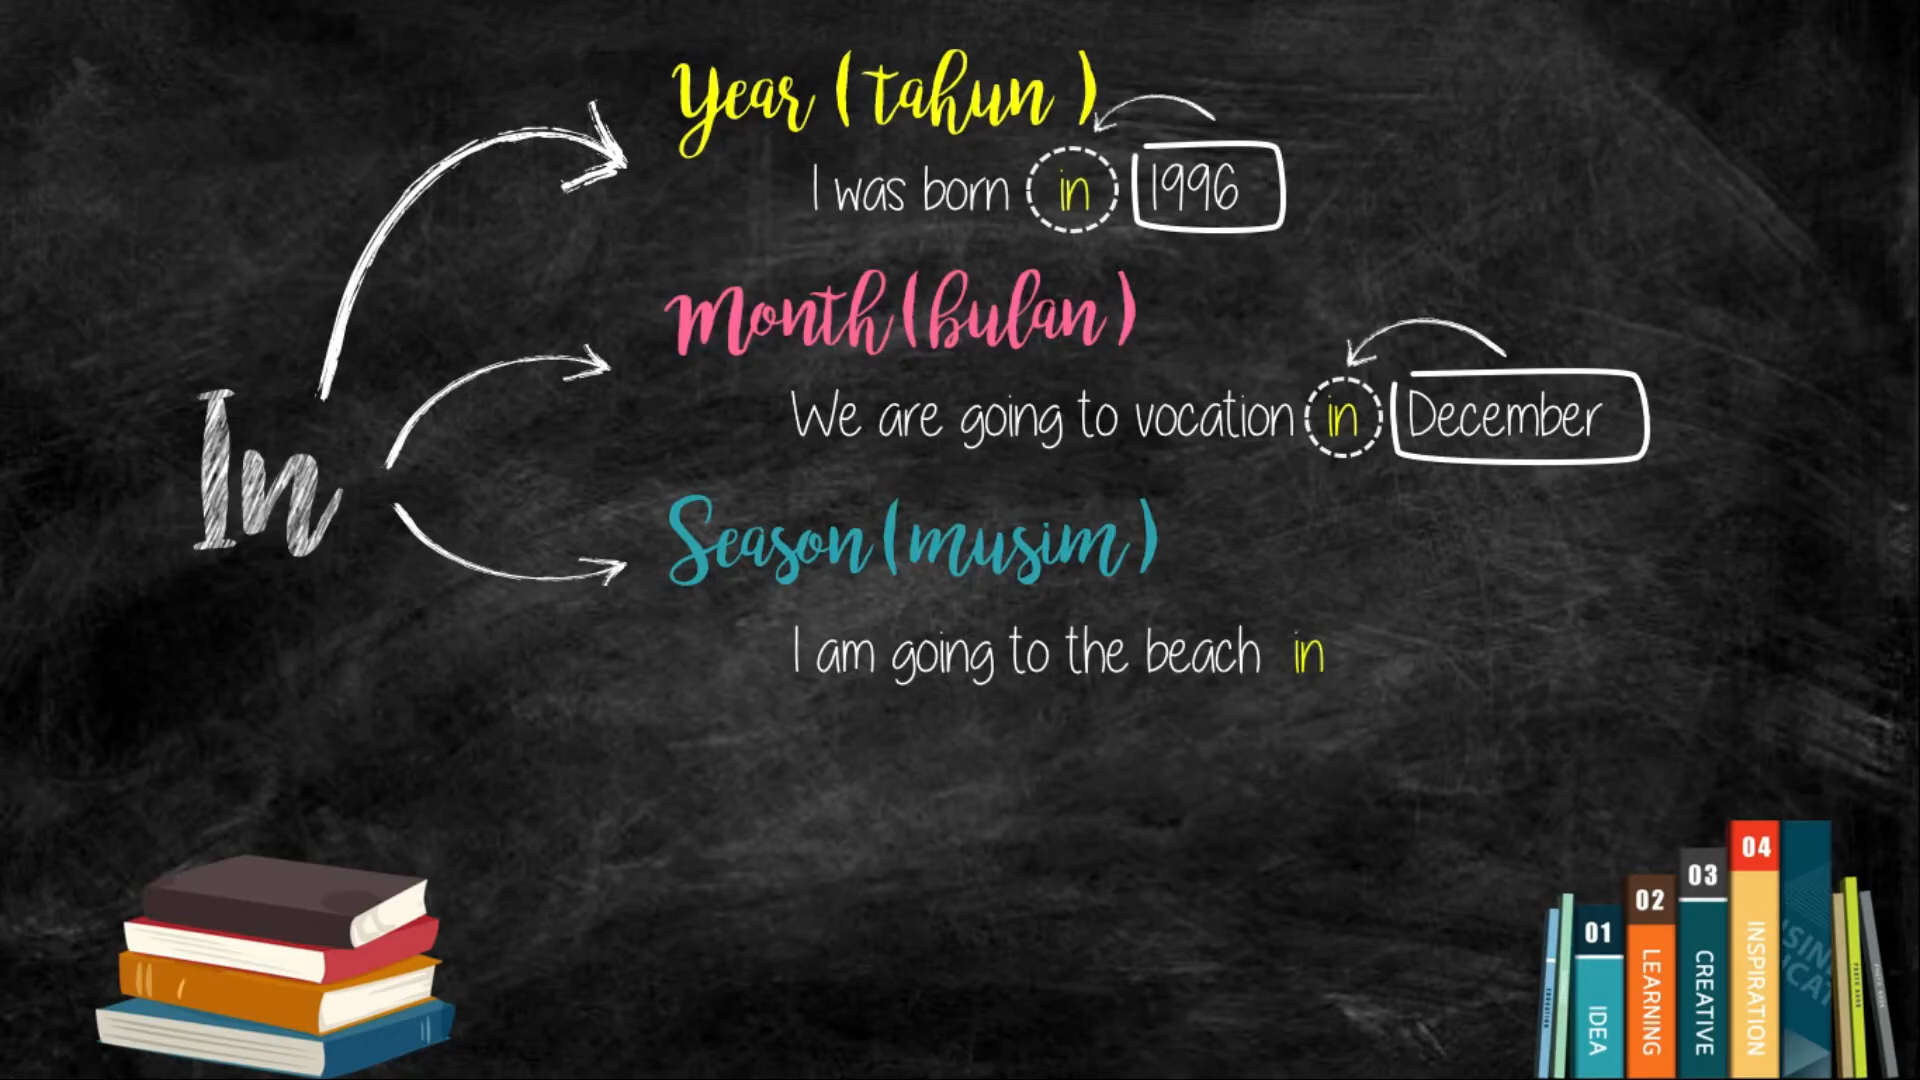 Year (tahun)
I was born in 1996
Month (bulan)
We are going to vocation in December
In
Season (musim)
I am going to the beach in
01
IDEA
02
LEARNING
03
CREATIVE
04
INSPIRATION